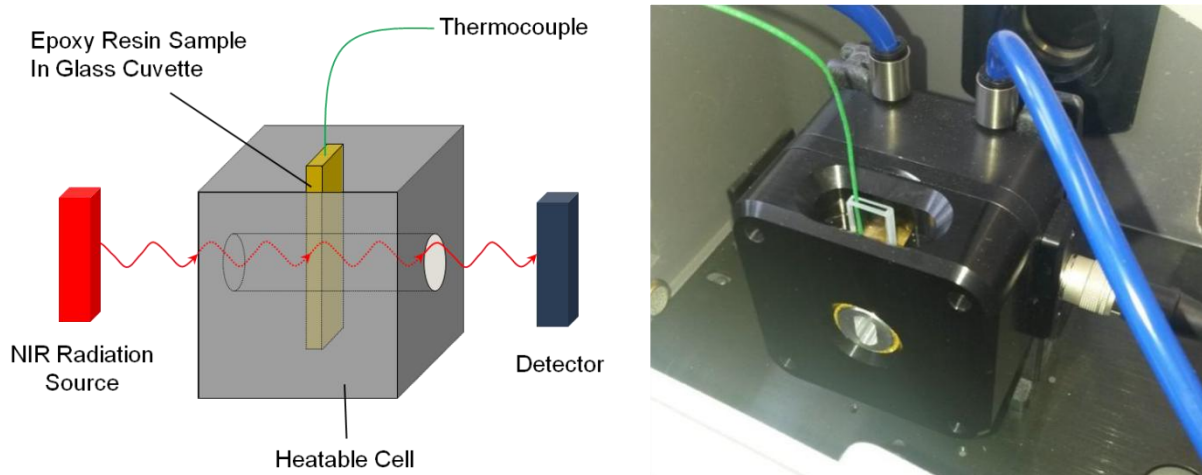 Epoxy Resin Sample
In Glass Cuvette
Thermocouple
NIR Radiation
Source
Detector
Heatable Cell